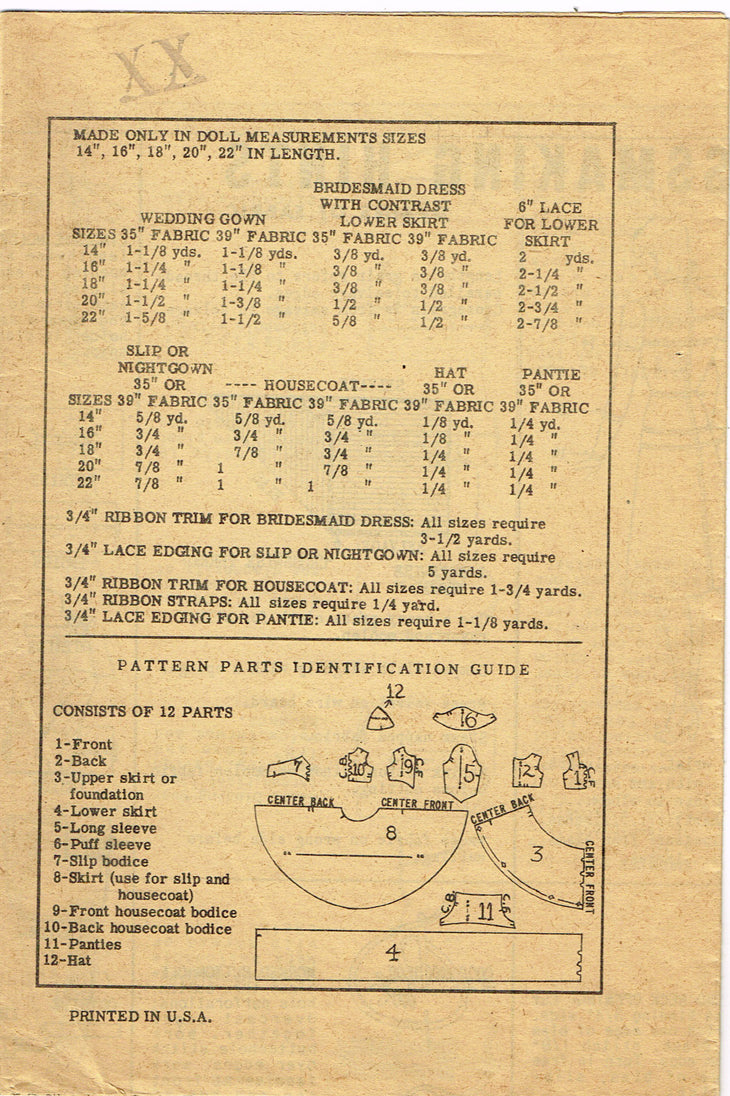 XX
MADE ONLY IN DOLL MEASUREMENTS SIZES
14", 16", 18", 20", 22" IN LENGTH.
BRIDESMAID DRESS
WITH CONTRAST 6" LACE
WEDDING GOWN LOWER SKIRT FOR LOWER
SIZES 35" FABRIC 39" FABRIC 35" FABRIC 39" FABRIC SKIRT
14" 1-1/8 yds. 1-1/8 yds. 3/8 yd. 3/8 yd. 2 yds.
16" 1-1/4 " 1-1/8 " 3/8 " 3/8 " 2-1/4 "
18" 1-1/4 " 1-1/4 " 3/8 " 3/8 " 2-1/2 "
20" 1-1/2 " 1-3/8 " 1/2 " 1/2 " 2-3/4 "
22" 1-5/8 " 1-1/2 " 5/8 " 1/2 " 2-7/8 "
SLIP OR
NIGHTGOWN HAT PANTIE
35" OR ---- HOUSECOAT---- 35" OR 35" OR
SIZES 39" FABRIC 35" FABRIC 39" FABRIC 39" FABRIC 39" FABRIC
14" 5/8 yd. 5/8 yd. 5/8 yd. 1/8 yd. 1/4 yd.
16" 3/4 " 3/4 " 3/4 " 1/8 " 1/4 "
18" 3/4 " 7/8 " 3/4 " 1/4 " 1/4 "
20" 7/8 " 1 " 7/8 " 1/4 " 1/4 "
22" 7/8 " 1 " 1 " 1/4 " 1/4 "
3/4" RIBBON TRIM FOR BRIDESMAID DRESS: All sizes require
3-1/2 yards.
3/4" LACE EDGING FOR SLIP OR NIGHTGOWN: All sizes require
5 yards.
3/4" RIBBON TRIM FOR HOUSECOAT: All sizes require 1-3/4 yards.
3/4" RIBBON STRAPS: All sizes require 1/4 yard.
3/4" LACE EDGING FOR PANTIE: All sizes require 1-1/8 yards.
PATTERN PARTS IDENTIFICATION GUIDE
CONSISTS OF 12 PARTS
1-Front
2-Back
3-Upper skirt or
foundation
4-Lower skirt
5-Long sleeve
6-Puff sleeve
7-Slip bodice
8-Skirt (use for slip and
housecoat)
9-Front housecoat bodice
10-Back housecoat bodice
11-Panties
12-Hat
12
6
7
C.B.
10
9
C.F.
5
2
1
C.F.
CENTER BACK
CENTER FRONT
8
CENTER BACK
3
CENTER FRONT
C.B.
11
C.F.
4
PRINTED IN U.S.A.